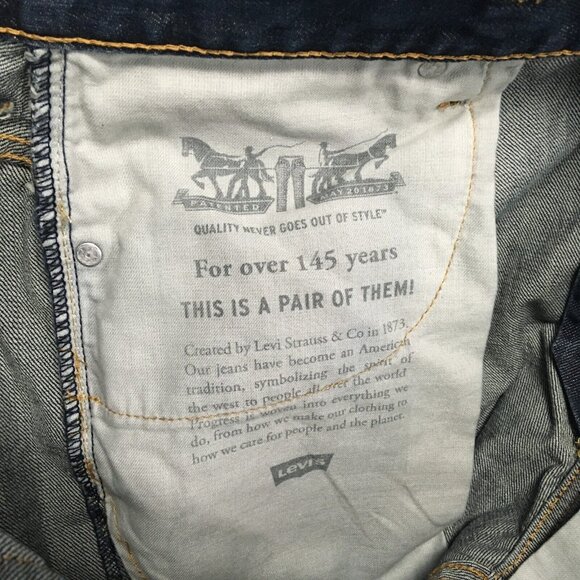 PATENTED
MAY 20 1873
QUALITY NEVER GOES OUT OF STYLE™
For over 145 years
THIS IS A PAIR OF THEM!
Created by Levi Strauss & Co in 1873.
Our jeans have become an American
tradition, symbolizing the spirit of
the west to people all over the world
Progress is woven into everything we
do, from how we make our clothing to
how we care for people and the planet.
Levi's